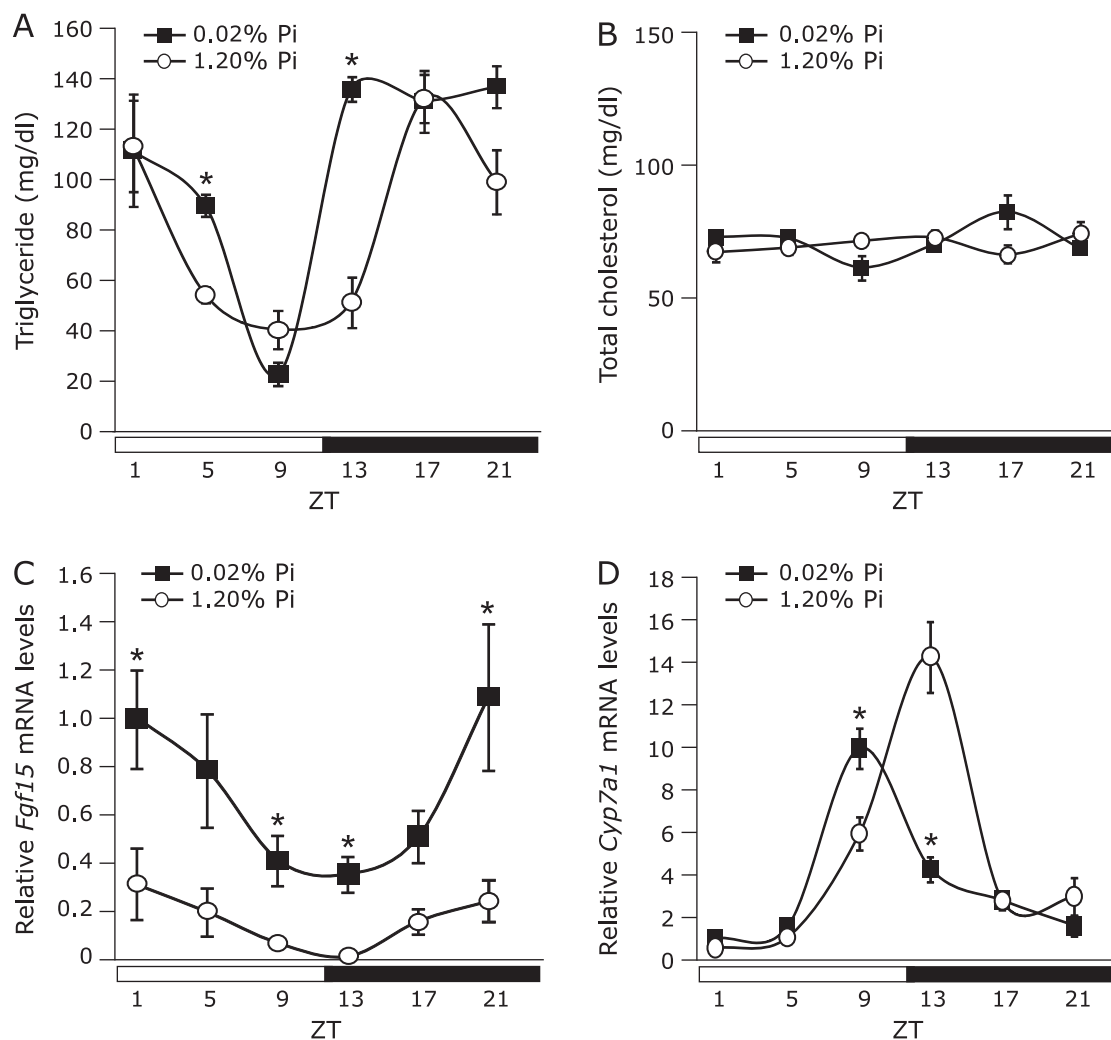 A
0.02% Pi
1.20% Pi
Triglyceride (mg/dl)
160
140
120
100
80
60
40
20
0
*
*
1 5 9 13 17 21
ZT
B
0.02% Pi
1.20% Pi
Total cholesterol (mg/dl)
150
100
50
0
1 5 9 13 17 21
ZT
C
0.02% Pi
1.20% Pi
Relative Fgf15 mRNA levels
1.6
1.4
1.2
1.0
0.8
0.6
0.4
0.2
0
*
*
*
*
1 5 9 13 17 21
ZT
D
0.02% Pi
1.20% Pi
Relative Cyp7a1 mRNA levels
18
16
14
12
10
8
6
4
2
0
*
*
1 5 9 13 17 21
ZT